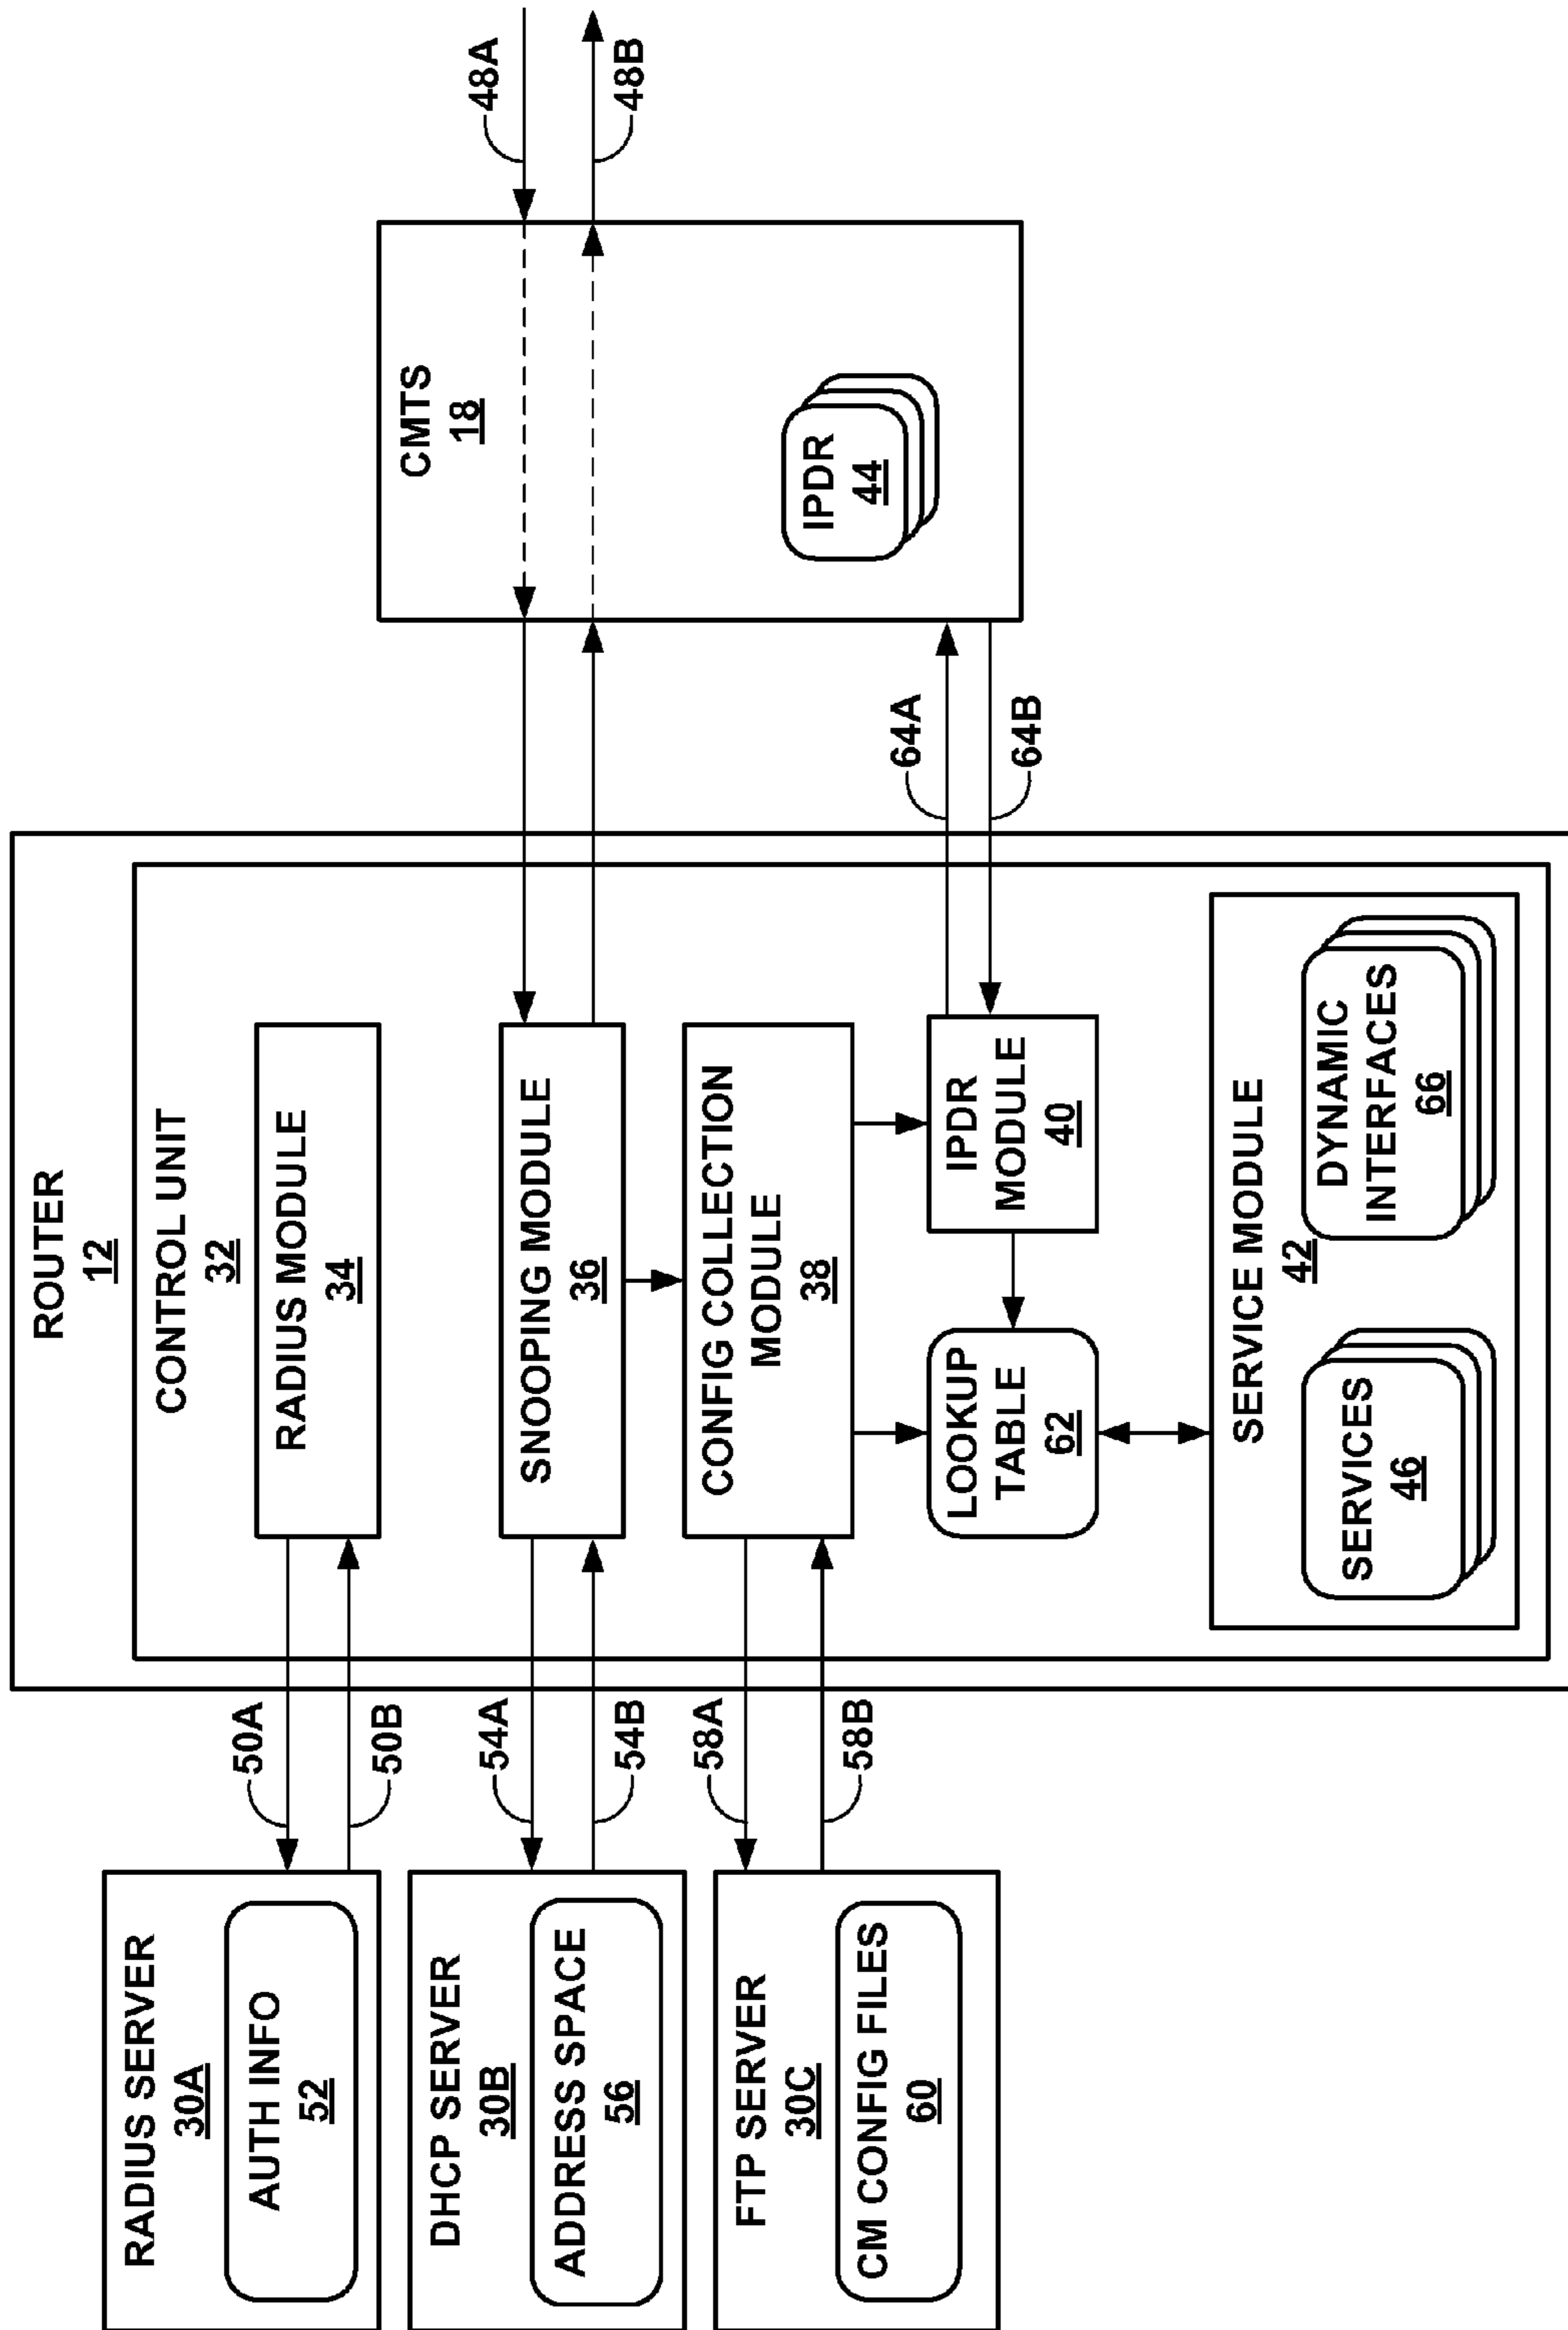 RADIUS SERVER
30A
AUTH INFO
52
DHCP SERVER
30B
ADDRESS SPACE
56
FTP SERVER
30C
CM CONFIG FILES
60
50A
50B
54A
54B
58A
58B
ROUTER
12
CONTROL UNIT
32
RADIUS MODULE
34
SNOOPING MODULE
36
CONFIG COLLECTION
MODULE
38
LOOKUP
TABLE
62
IPDR
MODULE
40
SERVICE MODULE
42
SERVICES
46
DYNAMIC
INTERFACES
66
64A
64B
CMTS
18
IPDR
44
48A
48B